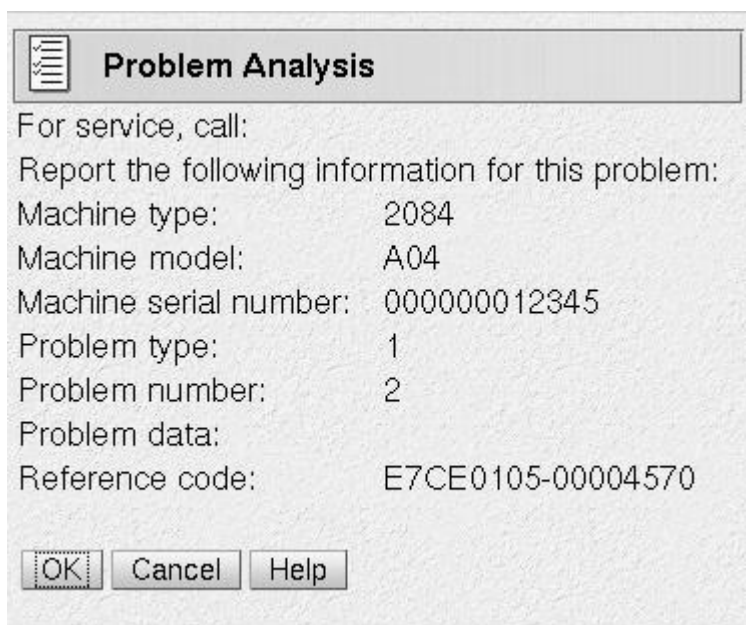 Problem Analysis
For service, call:
Report the following information for this problem:
Machine type: 2084
Machine model: A04
Machine serial number: 000000012345
Problem type: 1
Problem number: 2
Problem data:
Reference code: E7CE0105-00004570
OK Cancel Help